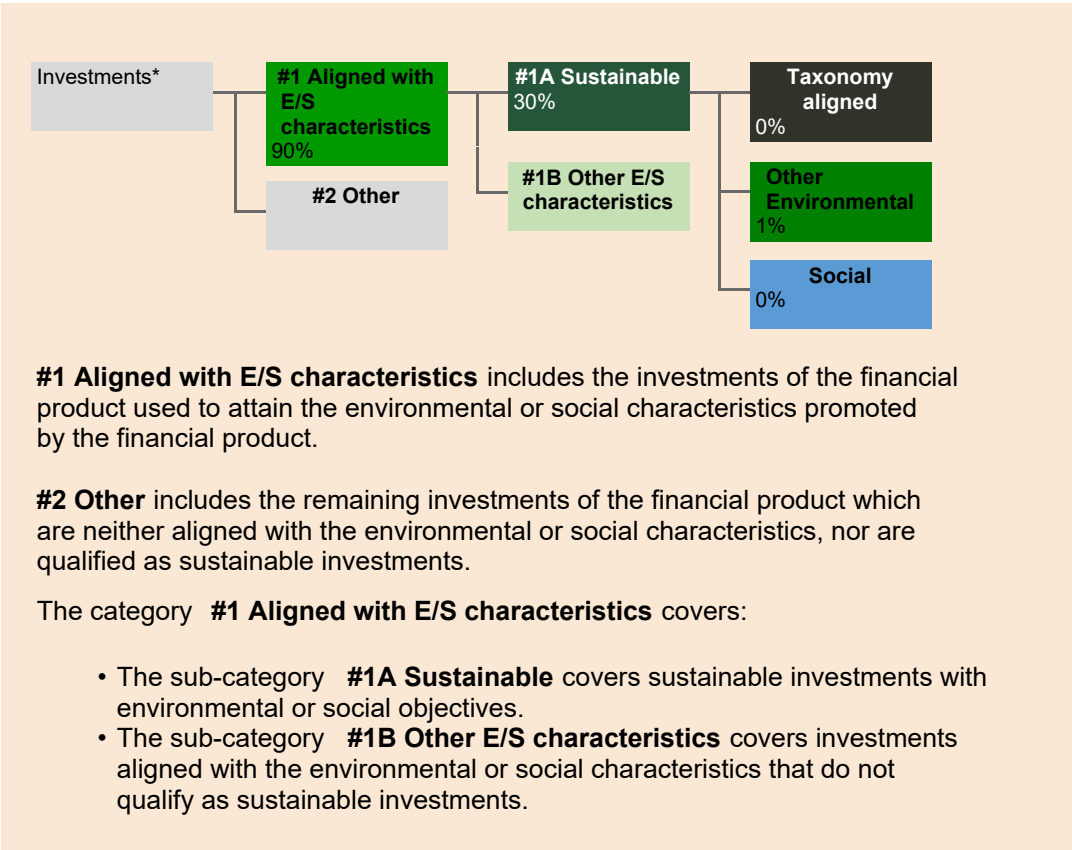 Investments*
#1 Aligned with
E/S
characteristics
90%
#2 Other
#1A Sustainable
30%
#1B Other E/S
characteristics
Taxonomy
aligned
0%
Other
Environmental
1%
Social
0%
#1 Aligned with E/S characteristics includes the investments of the financial
product used to attain the environmental or social characteristics promoted
by the financial product.
#2 Other includes the remaining investments of the financial product which
are neither aligned with the environmental or social characteristics, nor are
qualified as sustainable investments.
The category #1 Aligned with E/S characteristics covers:
• The sub-category #1A Sustainable covers sustainable investments with
environmental or social objectives.
• The sub-category #1B Other E/S characteristics covers investments
aligned with the environmental or social characteristics that do not
qualify as sustainable investments.